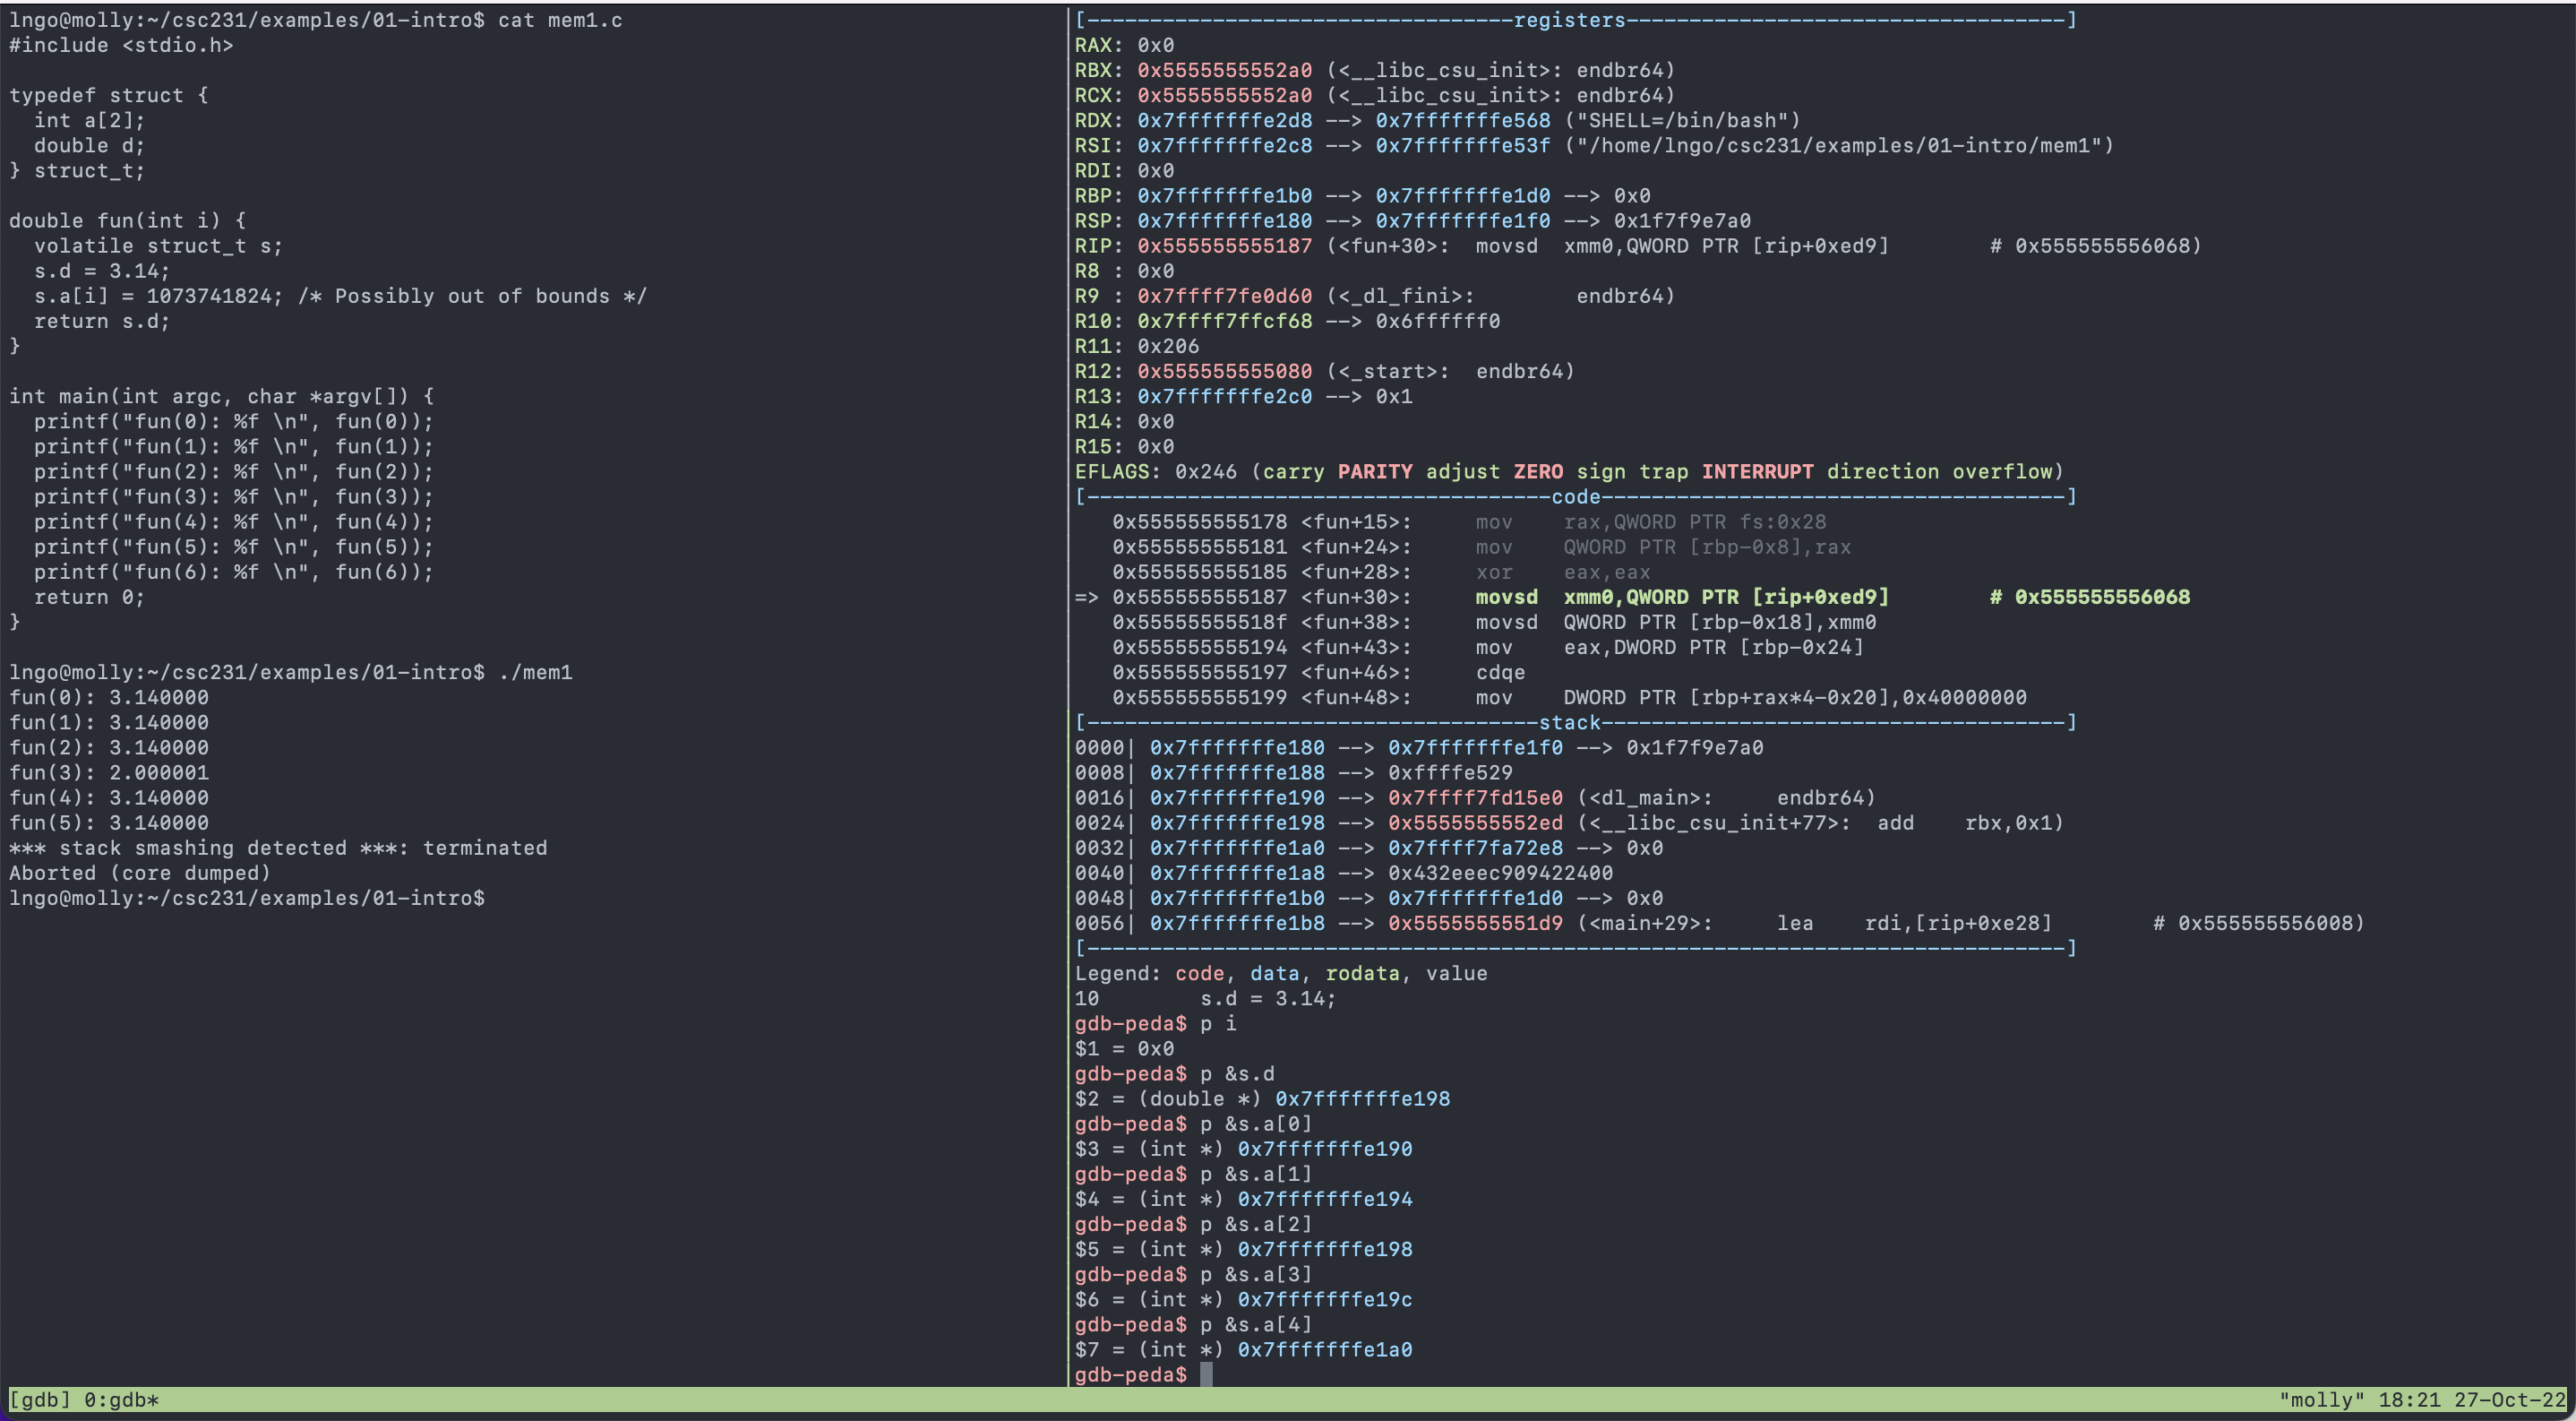 lngo@molly:~/csc231/examples/01-intro$ cat mem1.c
#include <stdio.h>

typedef struct {
  int a[2];
  double d;
} struct_t;

double fun(int i) {
  volatile struct_t s;
  s.d = 3.14;
  s.a[i] = 1073741824; /* Possibly out of bounds */
  return s.d;
}

int main(int argc, char *argv[]) {
  printf("fun(0): %f \n", fun(0));
  printf("fun(1): %f \n", fun(1));
  printf("fun(2): %f \n", fun(2));
  printf("fun(3): %f \n", fun(3));
  printf("fun(4): %f \n", fun(4));
  printf("fun(5): %f \n", fun(5));
  printf("fun(6): %f \n", fun(6));
  return 0;
}

lngo@molly:~/csc231/examples/01-intro$ ./mem1
fun(0): 3.140000
fun(1): 3.140000
fun(2): 3.140000
fun(3): 2.000001
fun(4): 3.140000
fun(5): 3.140000
*** stack smashing detected ***: terminated
Aborted (core dumped)
lngo@molly:~/csc231/examples/01-intro$
[----------------------------------registers-----------------------------------]
RAX: 0x0
RBX: 0x5555555552a0 (<__libc_csu_init>: endbr64)
RCX: 0x5555555552a0 (<__libc_csu_init>: endbr64)
RDX: 0x7fffffffe2d8 --> 0x7fffffffe568 ("SHELL=/bin/bash")
RSI: 0x7fffffffe2c8 --> 0x7fffffffe53f ("/home/lngo/csc231/examples/01-intro/mem1")
RDI: 0x0
RBP: 0x7fffffffe1b0 --> 0x7fffffffe1d0 --> 0x0
RSP: 0x7fffffffe180 --> 0x7fffffffe1f0 --> 0x1f7f9e7a0
RIP: 0x555555555187 (<fun+30>:  movsd  xmm0,QWORD PTR [rip+0xed9]        # 0x555555556068)
R8 : 0x0
R9 : 0x7ffff7fe0d60 (<_dl_fini>:        endbr64)
R10: 0x7ffff7ffcf68 --> 0x6ffffff0
R11: 0x206
R12: 0x555555555080 (<_start>:  endbr64)
R13: 0x7fffffffe2c0 --> 0x1
R14: 0x0
R15: 0x0
EFLAGS: 0x246 (carry PARITY adjust ZERO sign trap INTERRUPT direction overflow)
[-------------------------------------code-------------------------------------]
   0x555555555178 <fun+15>:     mov    rax,QWORD PTR fs:0x28
   0x555555555181 <fun+24>:     mov    QWORD PTR [rbp-0x8],rax
   0x555555555185 <fun+28>:     xor    eax,eax
=> 0x555555555187 <fun+30>:     movsd  xmm0,QWORD PTR [rip+0xed9]        # 0x555555556068
   0x55555555518f <fun+38>:     movsd  QWORD PTR [rbp-0x18],xmm0
   0x555555555194 <fun+43>:     mov    eax,DWORD PTR [rbp-0x24]
   0x555555555197 <fun+46>:     cdqe
   0x555555555199 <fun+48>:     mov    DWORD PTR [rbp+rax*4-0x20],0x40000000
[------------------------------------stack-------------------------------------]
0000| 0x7fffffffe180 --> 0x7fffffffe1f0 --> 0x1f7f9e7a0
0008| 0x7fffffffe188 --> 0xffffe529
0016| 0x7fffffffe190 --> 0x7ffff7fd15e0 (<dl_main>:     endbr64)
0024| 0x7fffffffe198 --> 0x5555555552ed (<__libc_csu_init+77>:  add    rbx,0x1)
0032| 0x7fffffffe1a0 --> 0x7ffff7fa72e8 --> 0x0
0040| 0x7fffffffe1a8 --> 0x432eeec909422400
0048| 0x7fffffffe1b0 --> 0x7fffffffe1d0 --> 0x0
0056| 0x7fffffffe1b8 --> 0x5555555551d9 (<main+29>:     lea    rdi,[rip+0xe28]        # 0x555555556008)
[------------------------------------------------------------------------------]
Legend: code, data, rodata, value
10        s.d = 3.14;
gdb-peda$ p i
$1 = 0x0
gdb-peda$ p &s.d
$2 = (double *) 0x7fffffffe198
gdb-peda$ p &s.a[0]
$3 = (int *) 0x7fffffffe190
gdb-peda$ p &s.a[1]
$4 = (int *) 0x7fffffffe194
gdb-peda$ p &s.a[2]
$5 = (int *) 0x7fffffffe198
gdb-peda$ p &s.a[3]
$6 = (int *) 0x7fffffffe19c
gdb-peda$ p &s.a[4]
$7 = (int *) 0x7fffffffe1a0
gdb-peda$
[gdb] 0:gdb* "molly" 18:21 27-Oct-22